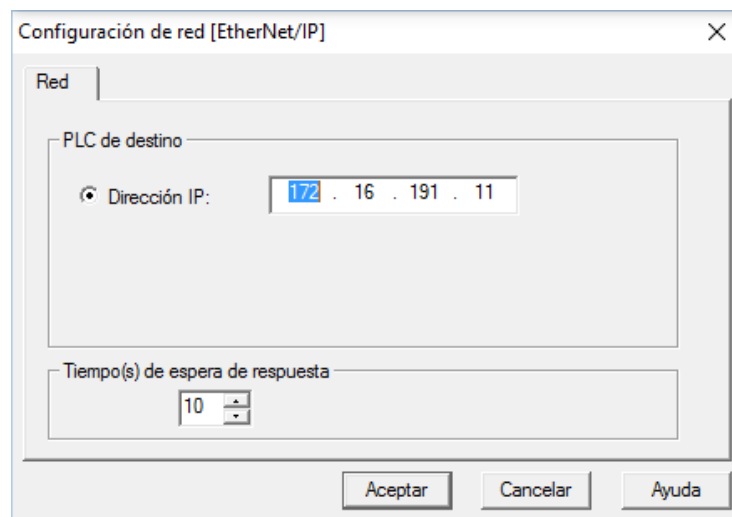 Configuración de red [EtherNet/IP]
Red
PLC de destino
Dirección IP: 172 . 16 . 191 . 11
Tiempo(s) de espera de respuesta
10
Aceptar Cancelar Ayuda